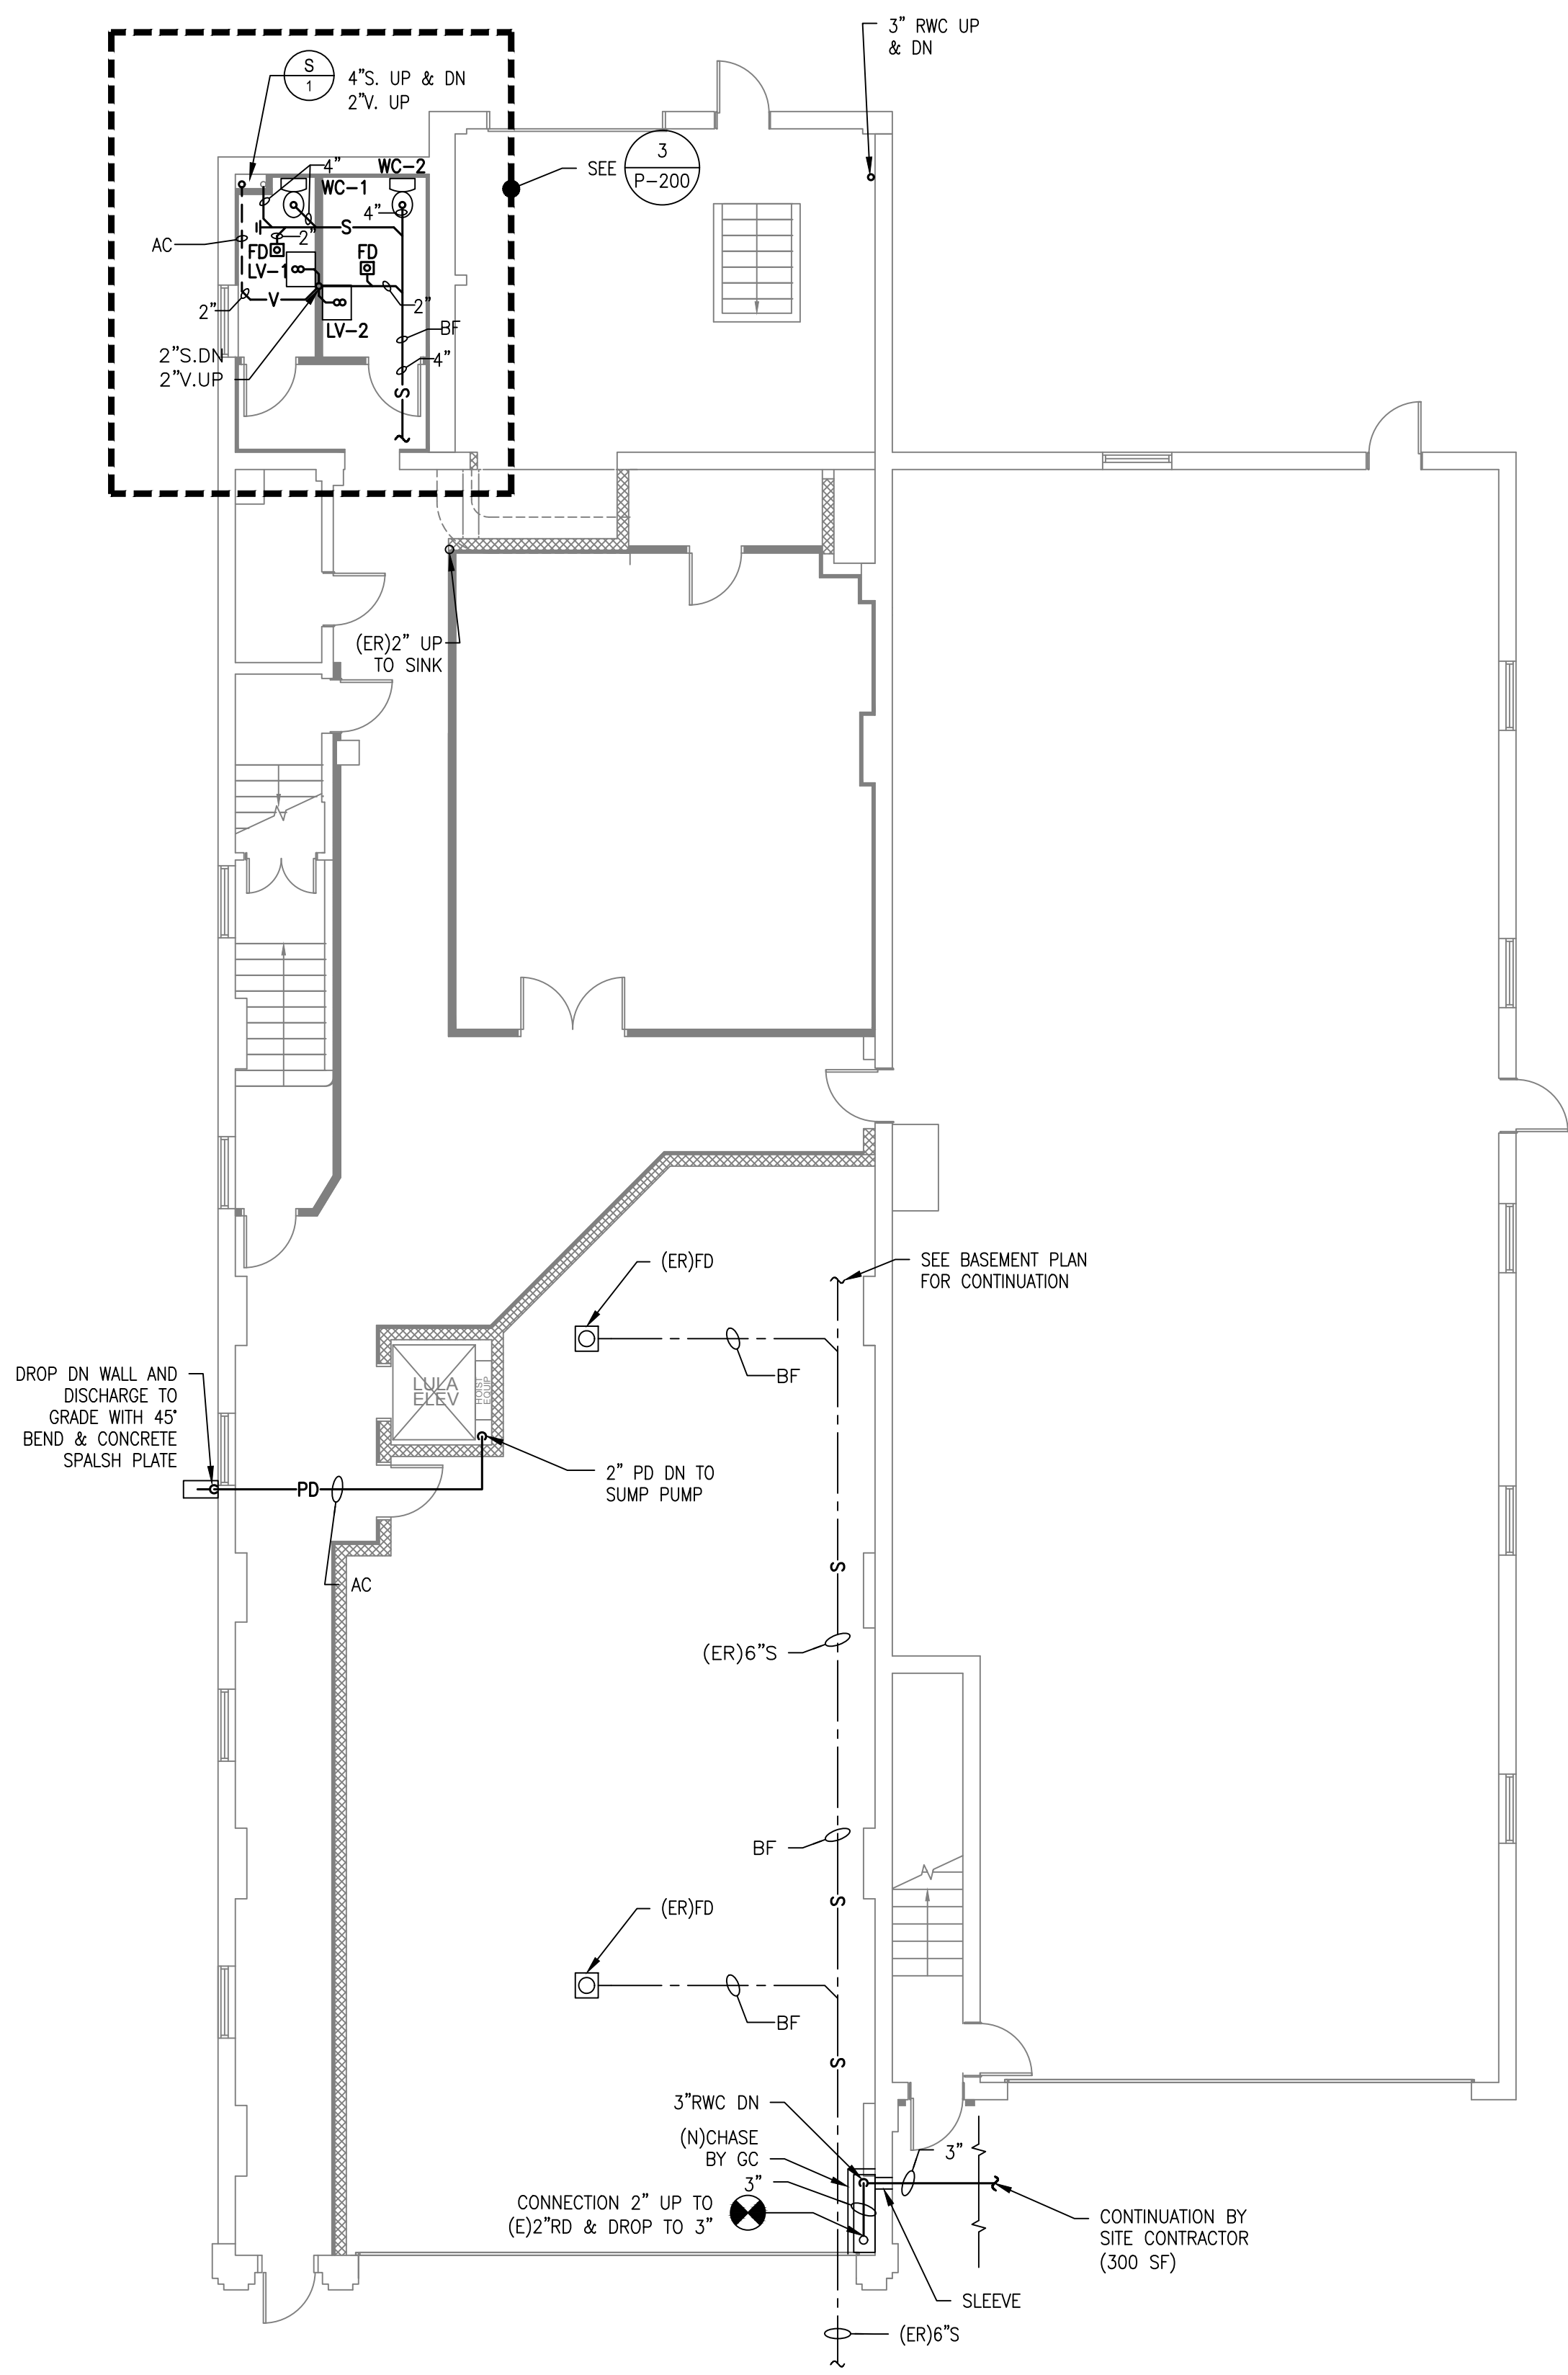 3" RWC UP
& DN
S
1
4"S. UP & DN
2"V. UP
3
P-200
SEE
4"
WC-2
WC-1
4"
S
AC
2"
FD
FD
LV-1
V
2"
2"
BF
LV-2
2"S.DN
4"
2"V.UP
S
(ER)2" UP
TO SINK
SEE BASEMENT PLAN
FOR CONTINUATION
(ER)FD
BF
DROP DN WALL AND
DISCHARGE TO
GRADE WITH 45°
BEND & CONCRETE
SPALSH PLATE
LULA
ELEV
HOIST
EQUIP
2" PD DN TO
SUMP PUMP
PD
AC
S
(ER)6"S
BF
S
(ER)FD
BF
S
3"RWC DN
(N)CHASE
BY GC
3"
3"
CONNECTION 2" UP TO
(E)2"RD & DROP TO 3"
CONTINUATION BY
SITE CONTRACTOR
(300 SF)
SLEEVE
(ER)6"S